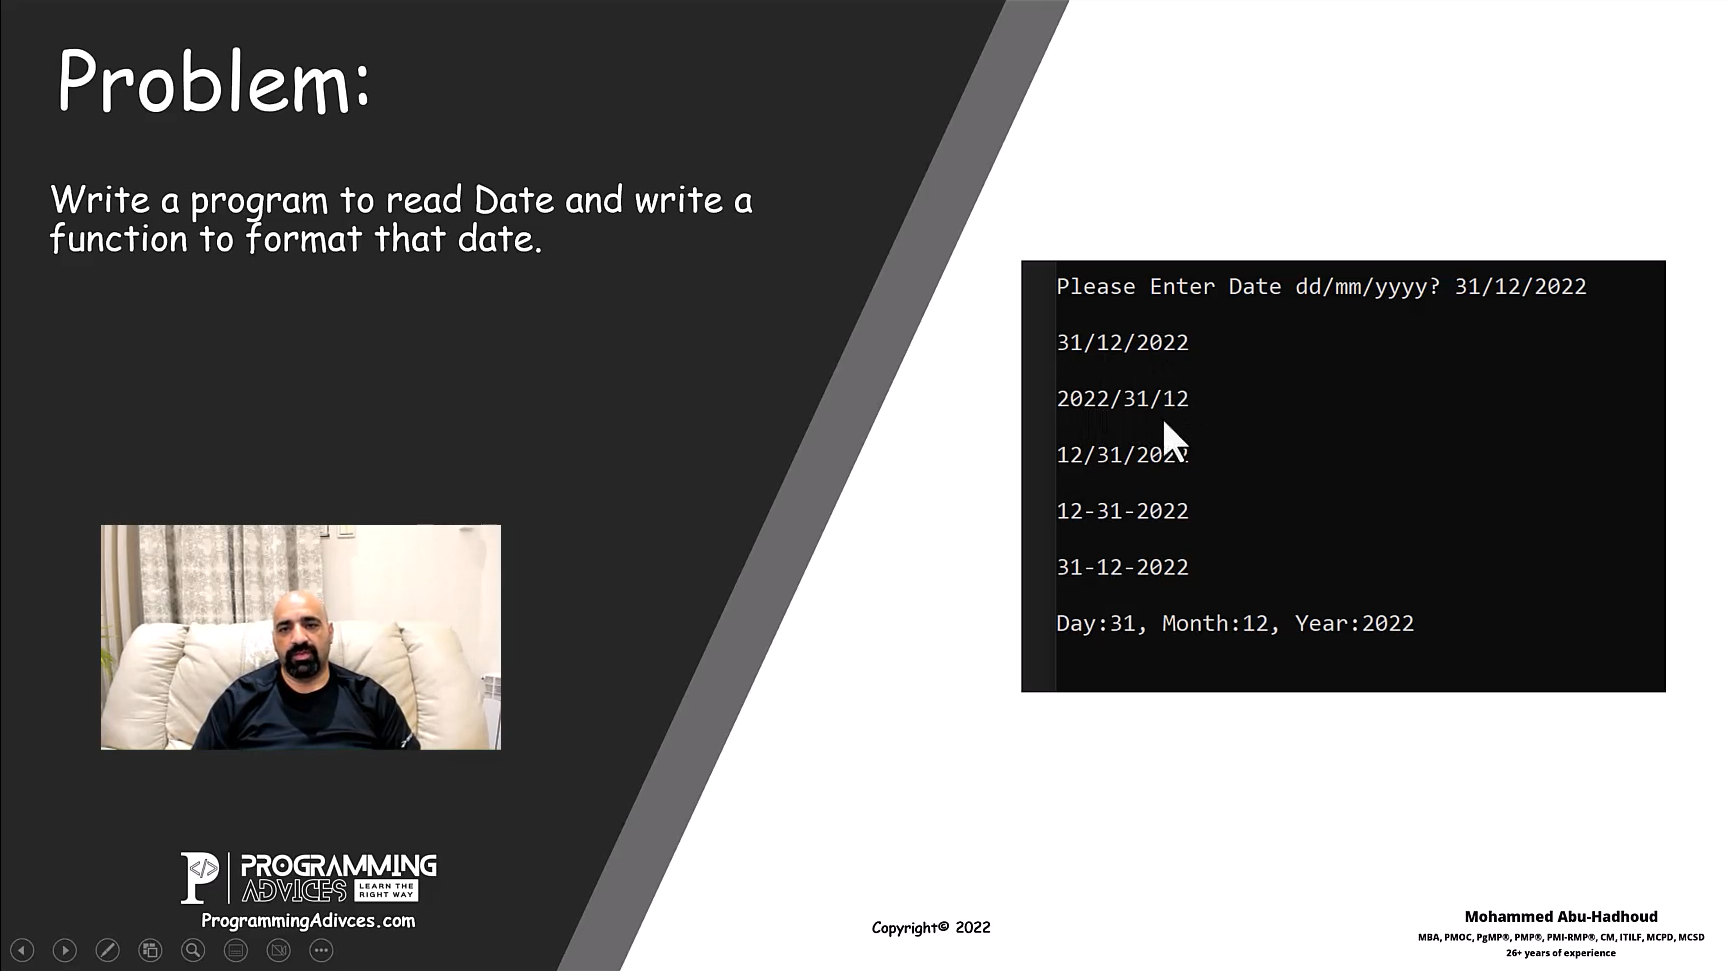 Problem:
Write a program to read Date and write a
function to format that date.
Please Enter Date dd/mm/yyyy? 31/12/2022
31/12/2022
2022/31/12
12/31/2022
12-31-2022
31-12-2022
Day:31, Month:12, Year:2022
PROGRAMMING
ADVICES
LEARN THE
RIGHT WAY
ProgrammingAdivces.com
Copyright© 2022
Mohammed Abu-Hadhoud
MBA, PMOC, PgMP®, PMP®, PMI-RMP®, CM, ITILF, MCPD, MCSD
26+ years of experience